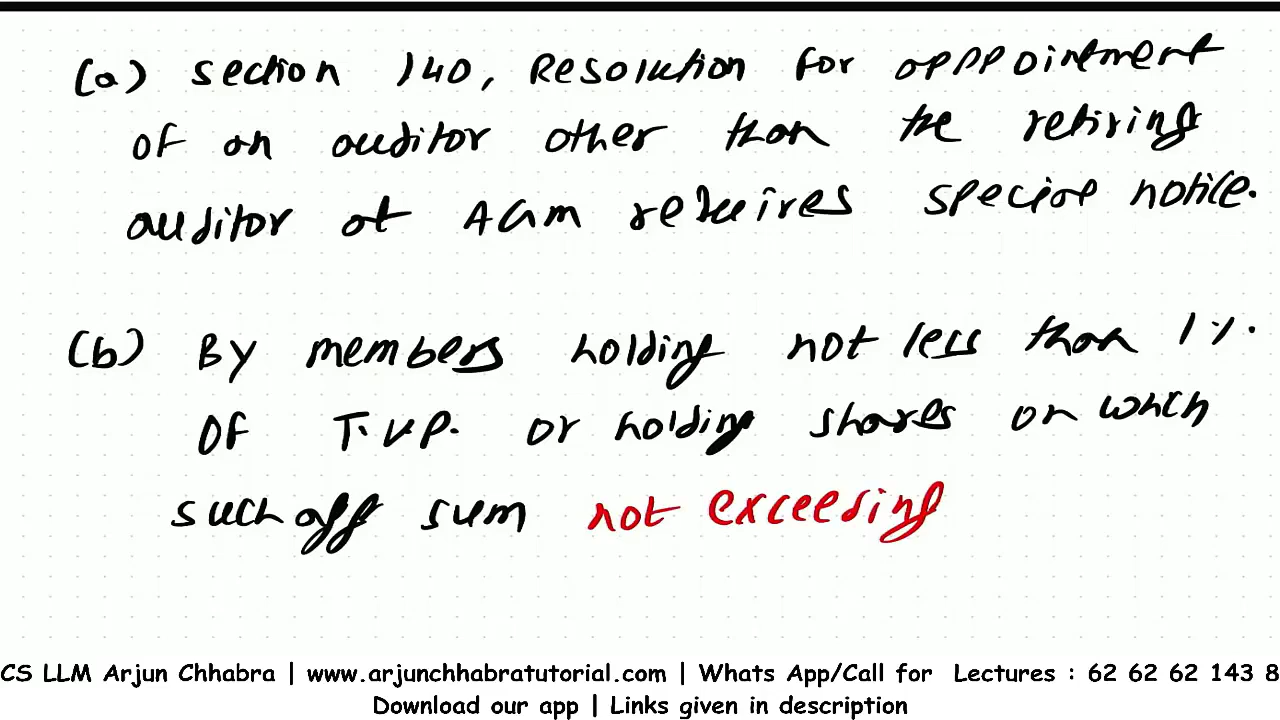 (a) section 140, Resolution for appointment
of an auditor other than the retiring
auditor at AGM requires special notice.
(b) By members holding not less than 1%.
of T.V.P. or holding shares on which
such agg sum not exceeding
CS LLM Arjun Chhabra | www.arjunchhabratutorial.com | Whats App/Call for Lectures : 62 62 62 143 8
Download our app | Links given in description